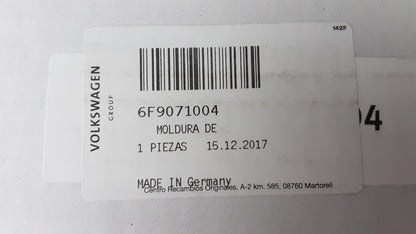 1425
VOLKSWAGEN
GROUP
6F9071004
MOLDURA DE
1 PIEZAS 15.12.2017
MADE IN Germany
Centro Recambios Originales, A-2 km. 585, 08760 Martorell
04